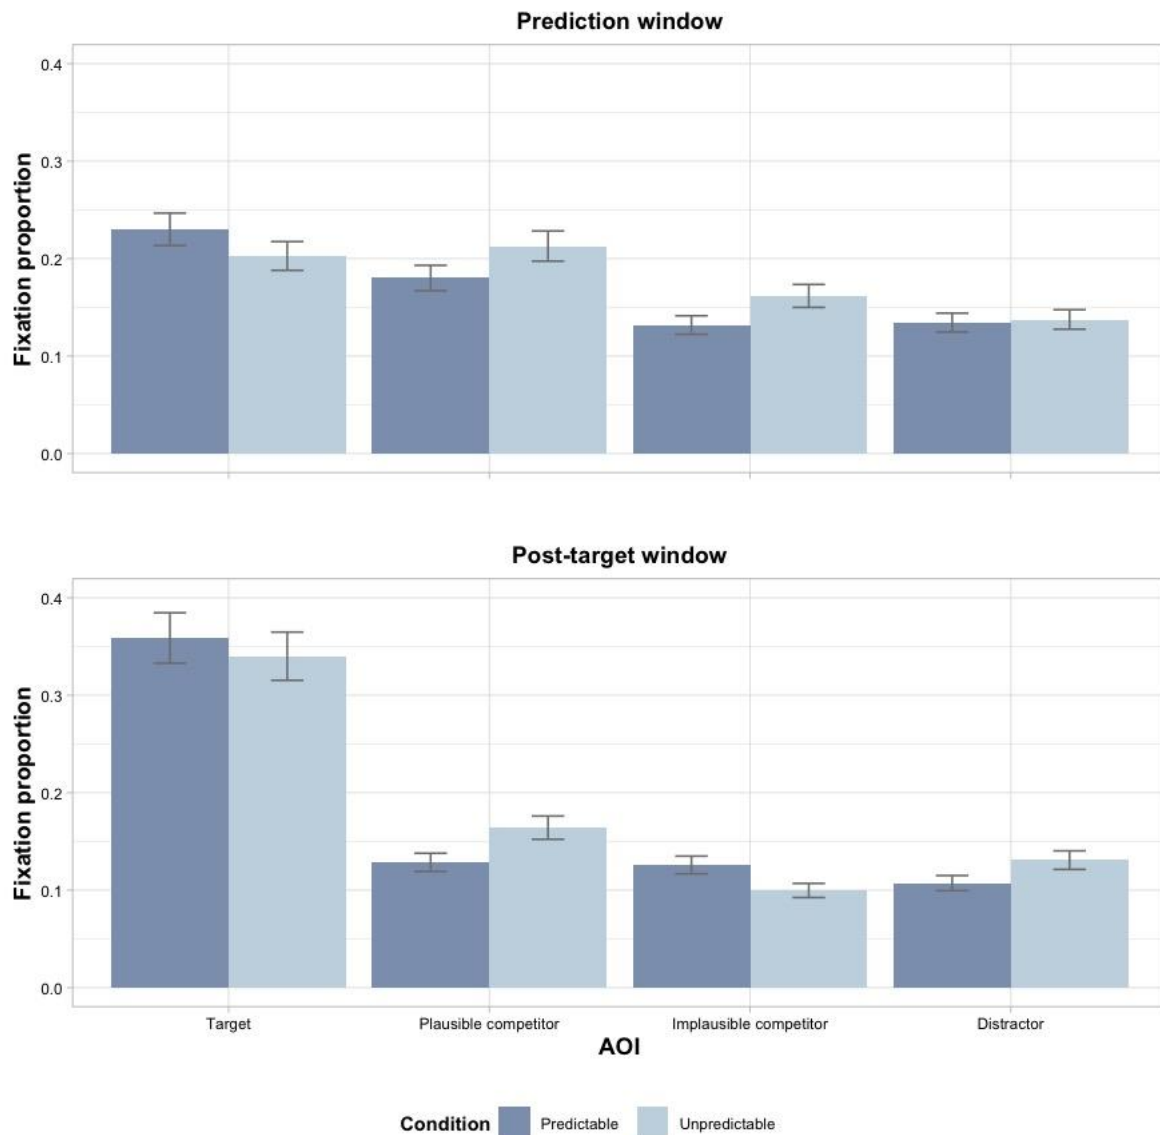 Prediction window
0.4
0.3
0.2
0.1
0.0
Fixation proportion
Post-target window
0.4
0.3
0.2
0.1
0.0
Fixation proportion
Target Plausible competitor Implausible competitor Distractor
AOI
Condition Predictable Unpredictable